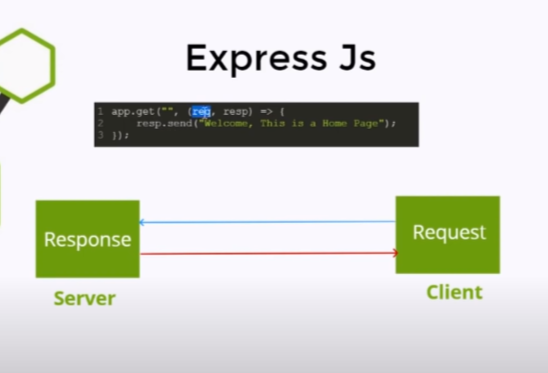 Express Js
1 app.get("", (req, resp) => {
2 resp.send("Welcome, This is a Home Page");
3 });
Response
Request
Server
Client